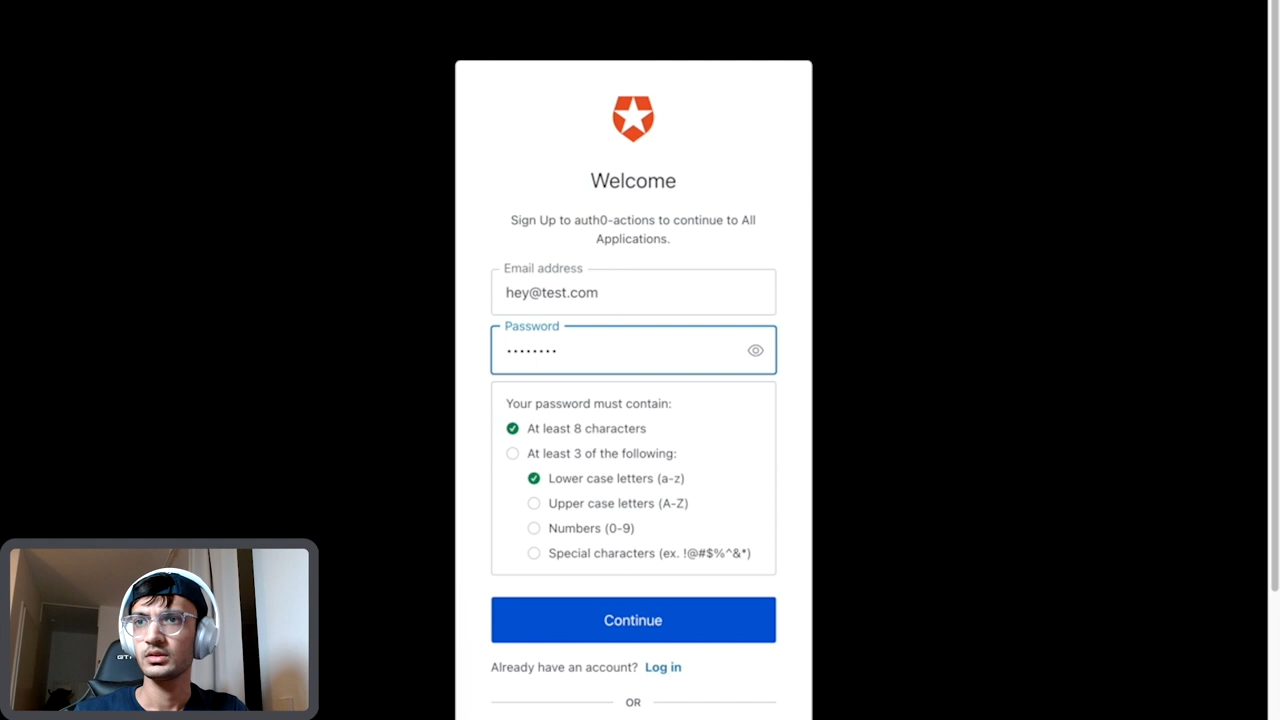 Welcome
Sign Up to auth0-actions to continue to All
Applications.
Email address
hey@test.com
Password
••••••••
Your password must contain:
At least 8 characters
At least 3 of the following:
Lower case letters (a-z)
Upper case letters (A-Z)
Numbers (0-9)
Special characters (ex. !@#$%^&*)
Continue
Already have an account? Log in
OR